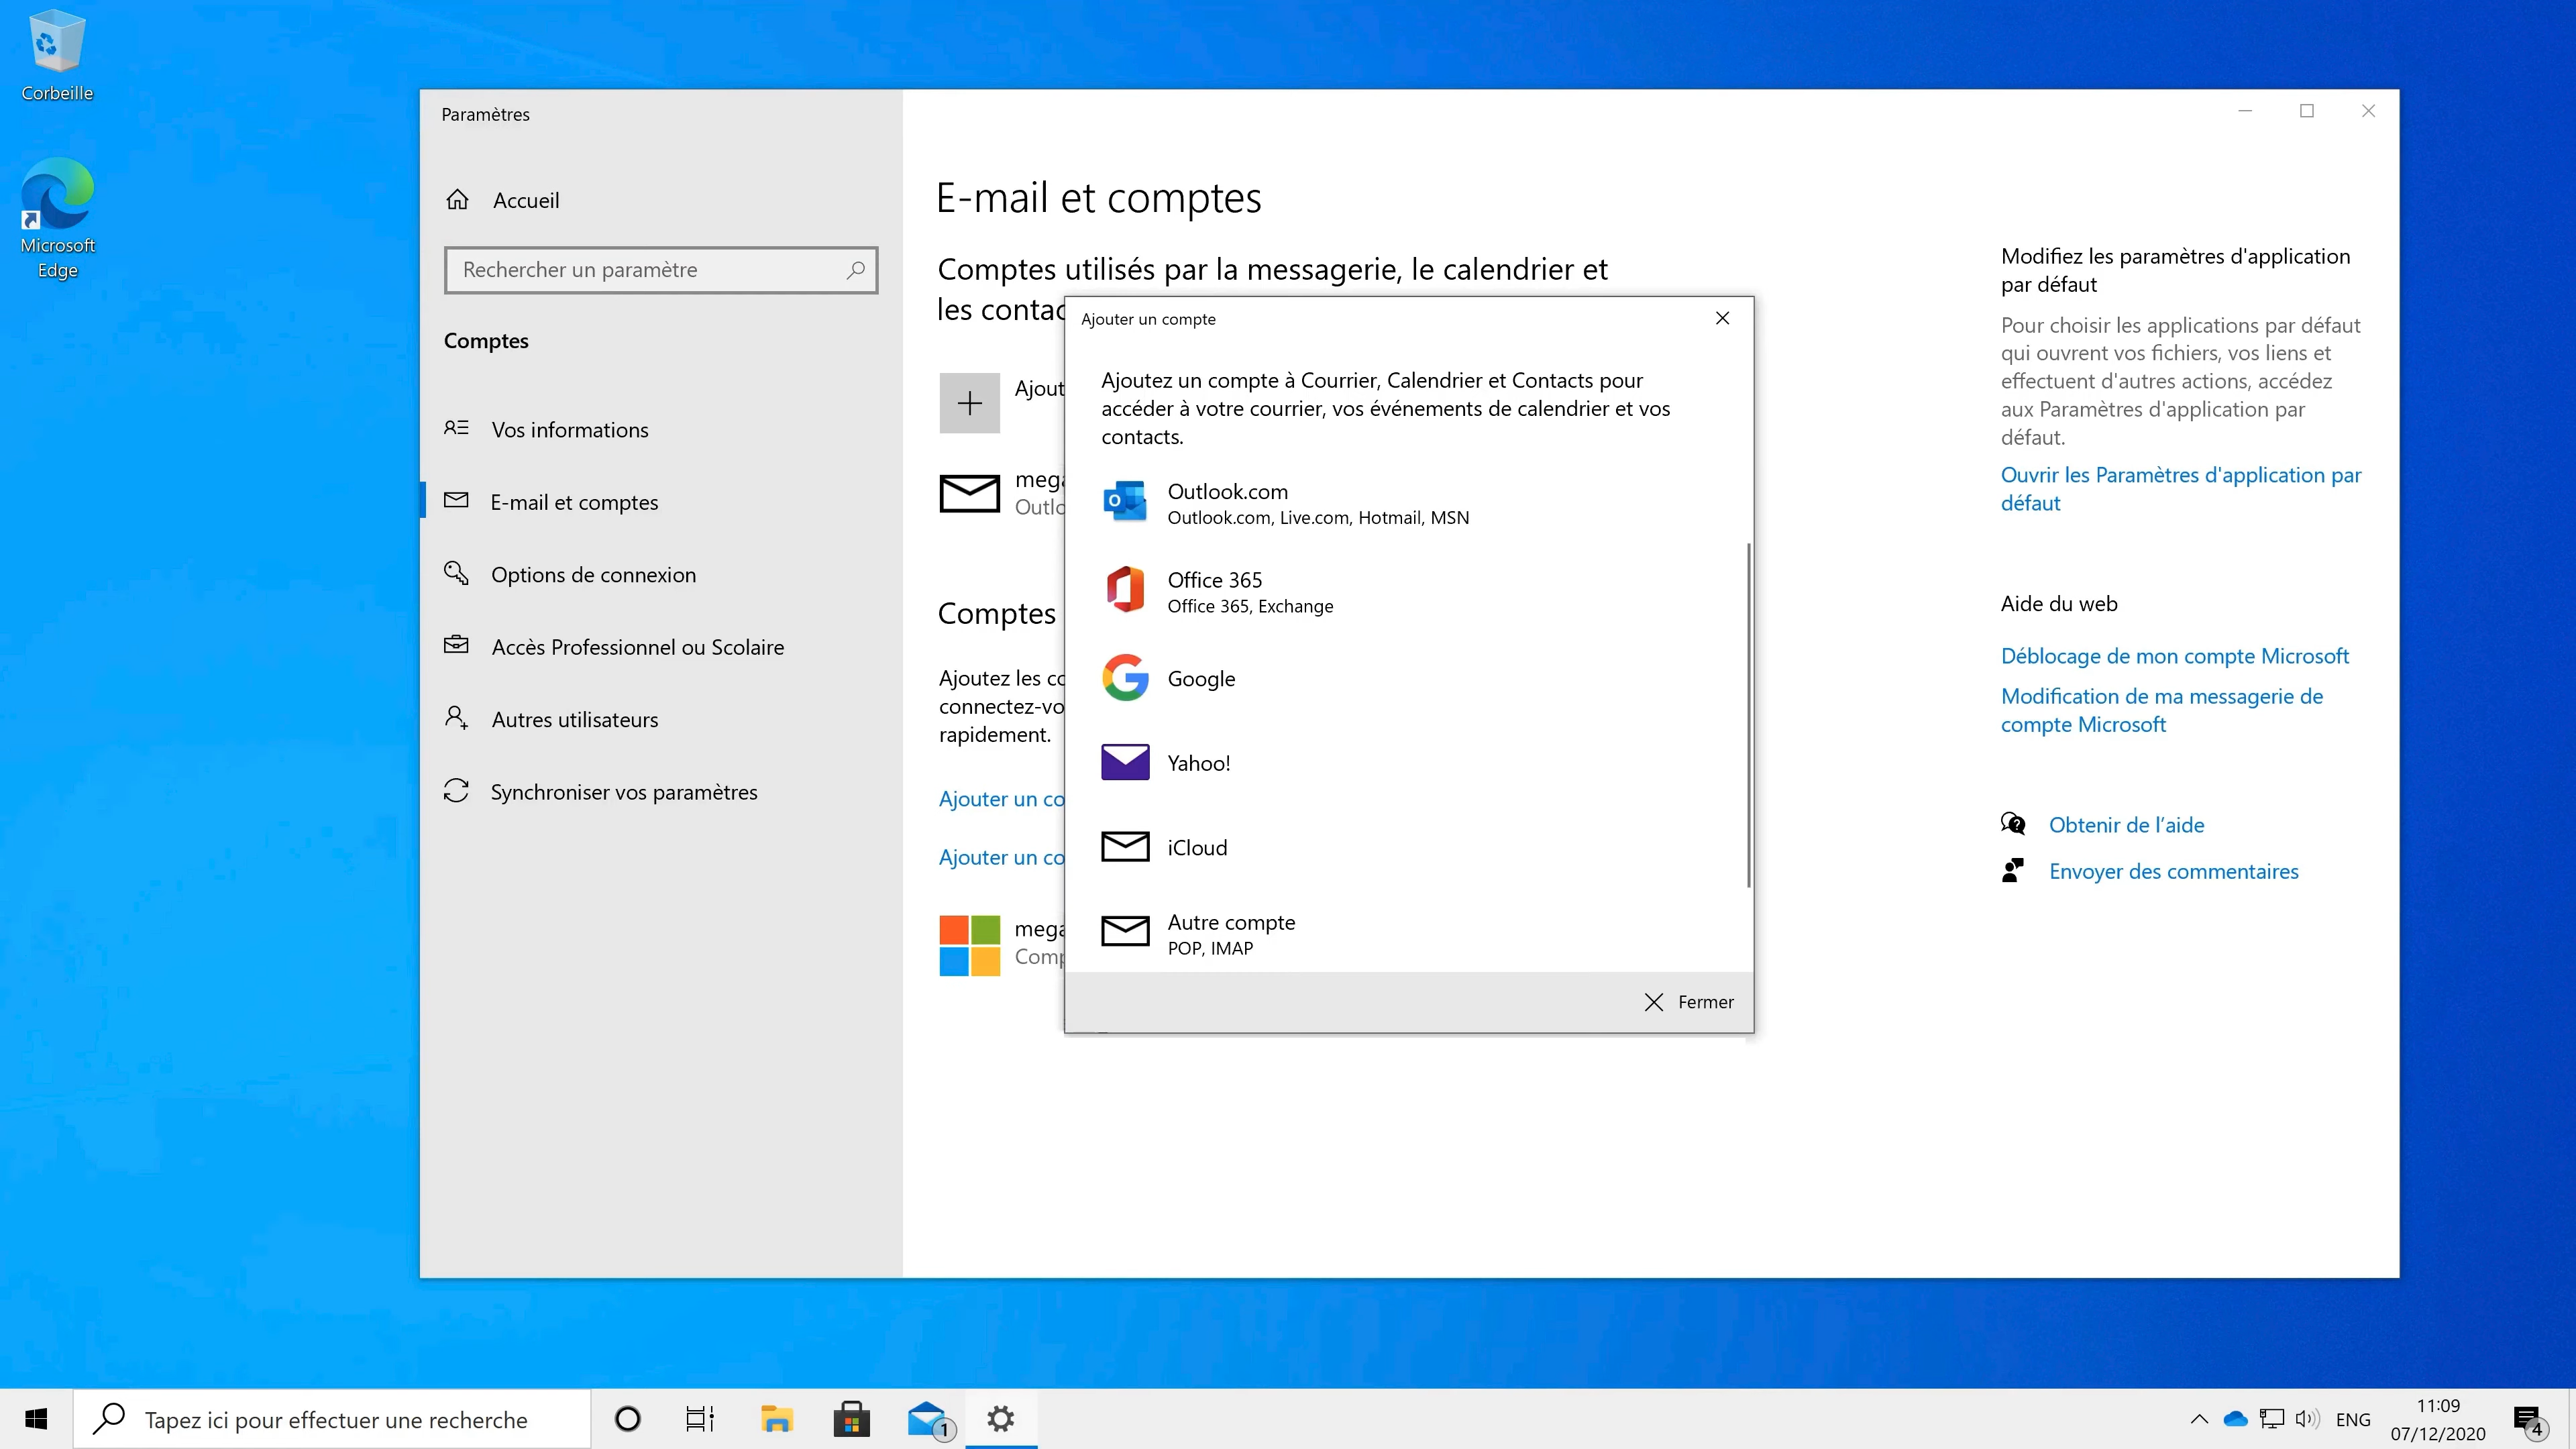 Corbeille
Microsoft
Edge
Paramètres
Accueil
Rechercher un paramètre
Comptes
Vos informations
E-mail et comptes
Options de connexion
Accès Professionnel ou Scolaire
Autres utilisateurs
Synchroniser vos paramètres
E-mail et comptes
Comptes utilisés par la messagerie, le calendrier et
les contac
Ajout
mega
Outlo
Comptes
Ajoutez les co
connectez-vo
rapidement.
Ajouter un co
Ajouter un co
mega
Comp
Ajouter un compte
Ajoutez un compte à Courrier, Calendrier et Contacts pour
accéder à votre courrier, vos événements de calendrier et vos
contacts.
Outlook.com
Outlook.com, Live.com, Hotmail, MSN
Office 365
Office 365, Exchange
Google
Yahoo!
iCloud
Autre compte
POP, IMAP
Fermer
Modifiez les paramètres d'application
par défaut
Pour choisir les applications par défaut
qui ouvrent vos fichiers, vos liens et
effectuent d'autres actions, accédez
aux Paramètres d'application par
défaut.
Ouvrir les Paramètres d'application par
défaut
Aide du web
Déblocage de mon compte Microsoft
Modification de ma messagerie de
compte Microsoft
Obtenir de l’aide
Envoyer des commentaires
Tapez ici pour effectuer une recherche
1
ENG
11:09
07/12/2020
4